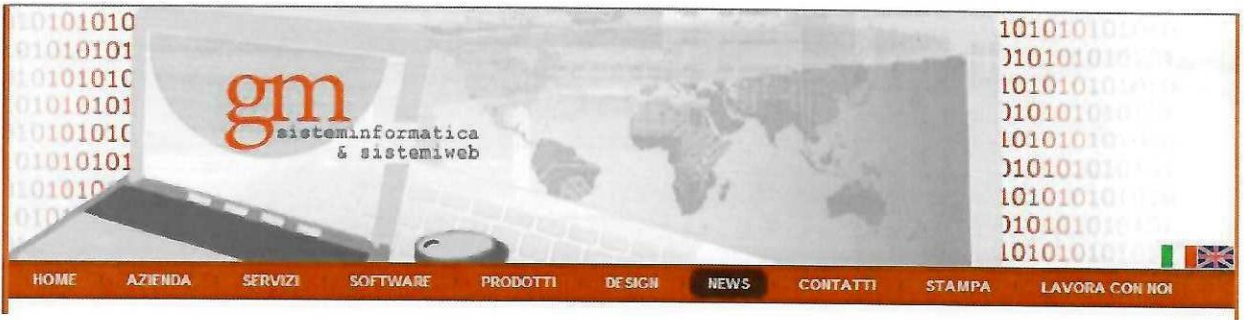 gm
sisteminformatica
& sistemiweb
HOME AZIENDA SERVIZI SOFTWARE PRODOTTI DESIGN NEWS CONTATTI STAMPA LAVORA CON NOI